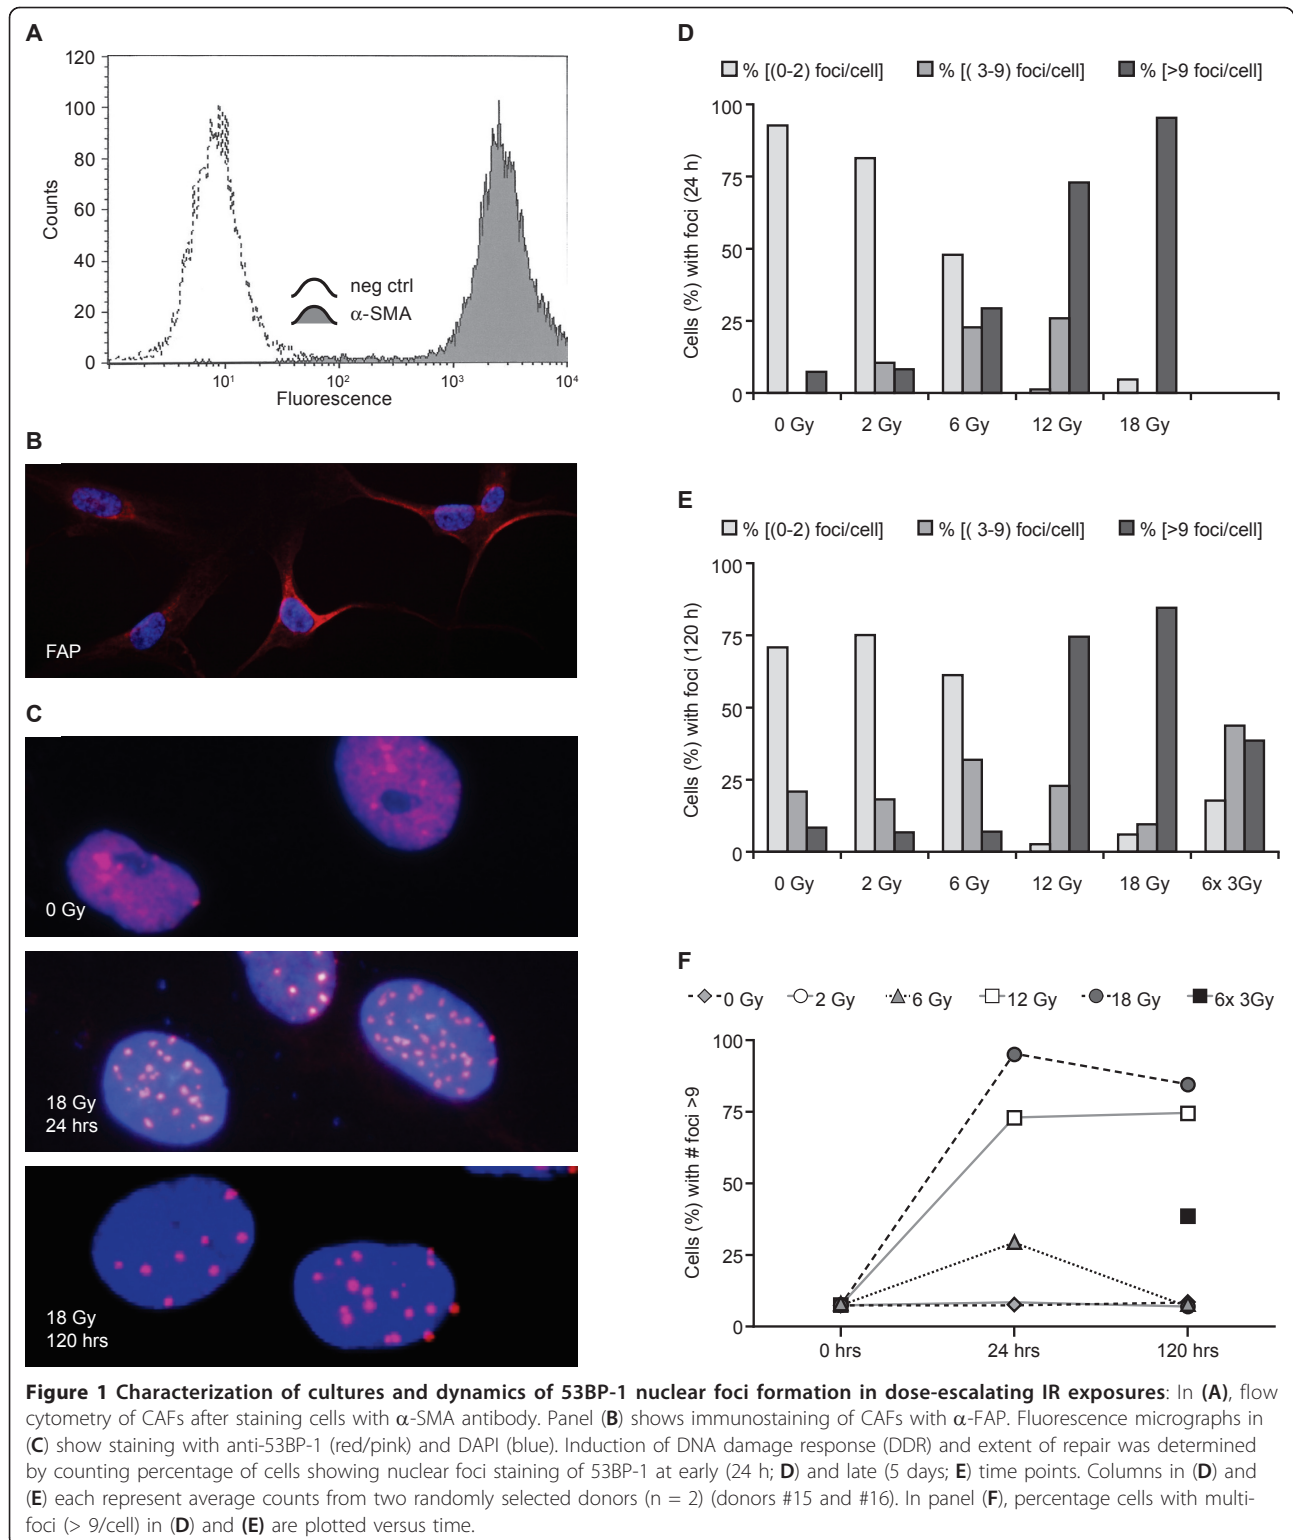 A
120
100
80
60
40
20
0
Counts
neg ctrl
α-SMA
10¹
10²
10³
10⁴
Fluorescence
B
FAP
C
0 Gy
18 Gy
24 hrs
18 Gy
120 hrs
D
% [(0-2) foci/cell] % [( 3-9) foci/cell] % [>9 foci/cell]
100
75
50
25
0
Cells (%) with foci (24 h)
0 Gy 2 Gy 6 Gy 12 Gy 18 Gy
E
% [(0-2) foci/cell] % [( 3-9) foci/cell] % [>9 foci/cell]
100
75
50
25
0
Cells (%) with foci (120 h)
0 Gy 2 Gy 6 Gy 12 Gy 18 Gy 6x 3Gy
F
0 Gy 2 Gy 6 Gy 12 Gy 18 Gy 6x 3Gy
100
75
50
25
0
Cells (%) with # foci >9
0 hrs 24 hrs 120 hrs
Figure 1 Characterization of cultures and dynamics of 53BP-1 nuclear foci formation in dose-escalating IR exposures: In (A), flow
cytometry of CAFs after staining cells with α-SMA antibody. Panel (B) shows immunostaining of CAFs with α-FAP. Fluorescence micrographs in
(C) show staining with anti-53BP-1 (red/pink) and DAPI (blue). Induction of DNA damage response (DDR) and extent of repair was determined
by counting percentage of cells showing nuclear foci staining of 53BP-1 at early (24 h; D) and late (5 days; E) time points. Columns in (D) and
(E) each represent average counts from two randomly selected donors (n = 2) (donors #15 and #16). In panel (F), percentage cells with multi-
foci (> 9/cell) in (D) and (E) are plotted versus time.